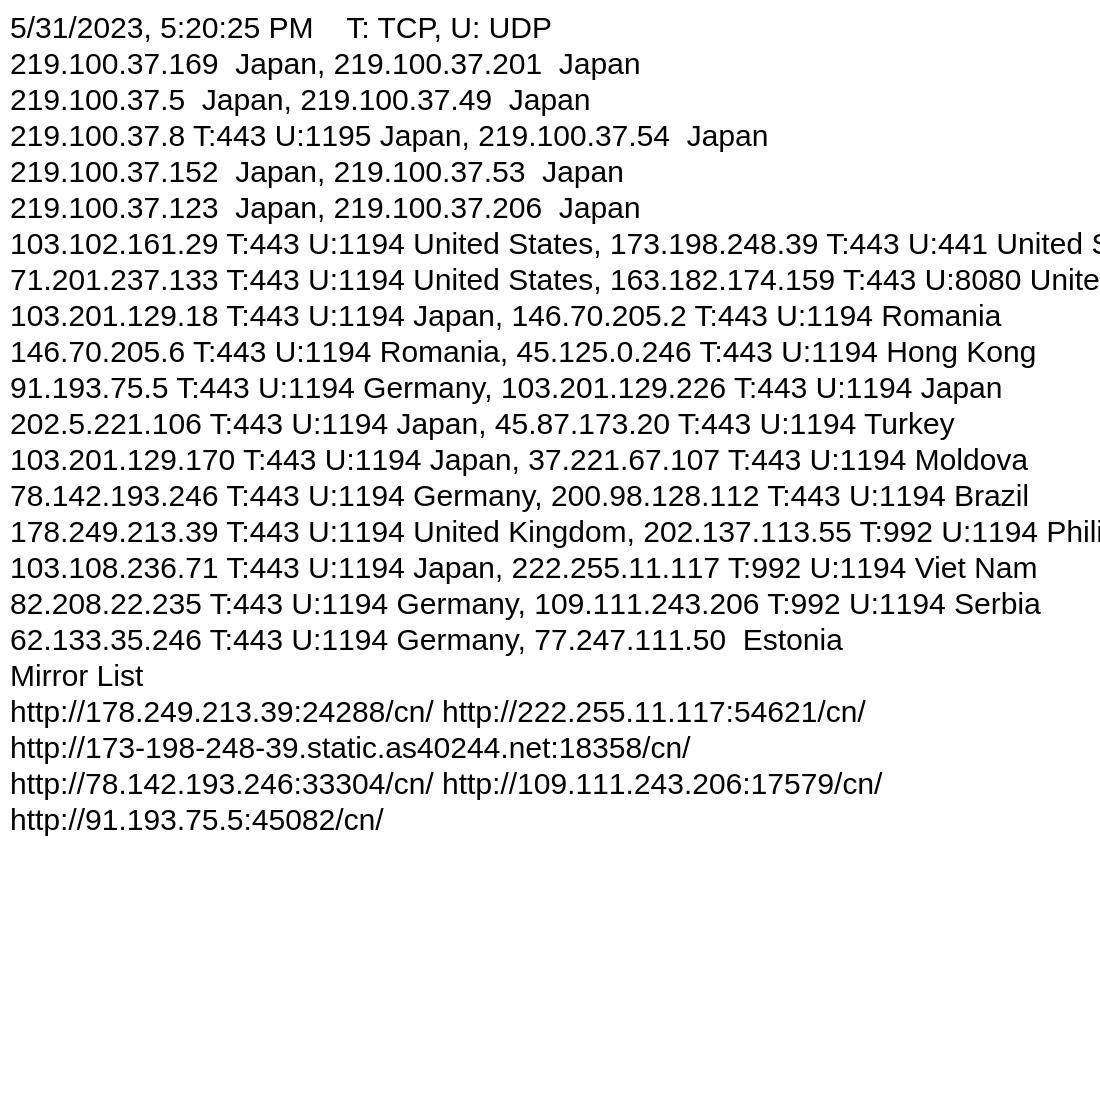 5/31/2023, 5:20:25 PM    T: TCP, U: UDP
219.100.37.169  Japan, 219.100.37.201  Japan
219.100.37.5  Japan, 219.100.37.49  Japan
219.100.37.8 T:443 U:1195 Japan, 219.100.37.54  Japan
219.100.37.152  Japan, 219.100.37.53  Japan
219.100.37.123  Japan, 219.100.37.206  Japan
103.102.161.29 T:443 U:1194 United States, 173.198.248.39 T:443 U:441 United
71.201.237.133 T:443 U:1194 United States, 163.182.174.159 T:443 U:8080 Unite
103.201.129.18 T:443 U:1194 Japan, 146.70.205.2 T:443 U:1194 Romania
146.70.205.6 T:443 U:1194 Romania, 45.125.0.246 T:443 U:1194 Hong Kong
91.193.75.5 T:443 U:1194 Germany, 103.201.129.226 T:443 U:1194 Japan
202.5.221.106 T:443 U:1194 Japan, 45.87.173.20 T:443 U:1194 Turkey
103.201.129.170 T:443 U:1194 Japan, 37.221.67.107 T:443 U:1194 Moldova
78.142.193.246 T:443 U:1194 Germany, 200.98.128.112 T:443 U:1194 Brazil
178.249.213.39 T:443 U:1194 United Kingdom, 202.137.113.55 T:992 U:1194 Phili
103.108.236.71 T:443 U:1194 Japan, 222.255.11.117 T:992 U:1194 Viet Nam
82.208.22.235 T:443 U:1194 Germany, 109.111.243.206 T:992 U:1194 Serbia
62.133.35.246 T:443 U:1194 Germany, 77.247.111.50  Estonia
Mirror List
http://178.249.213.39:24288/cn/ http://222.255.11.117:54621/cn/
http://173-198-248-39.static.as40244.net:18358/cn/
http://78.142.193.246:33304/cn/ http://109.111.243.206:17579/cn/
http://91.193.75.5:45082/cn/